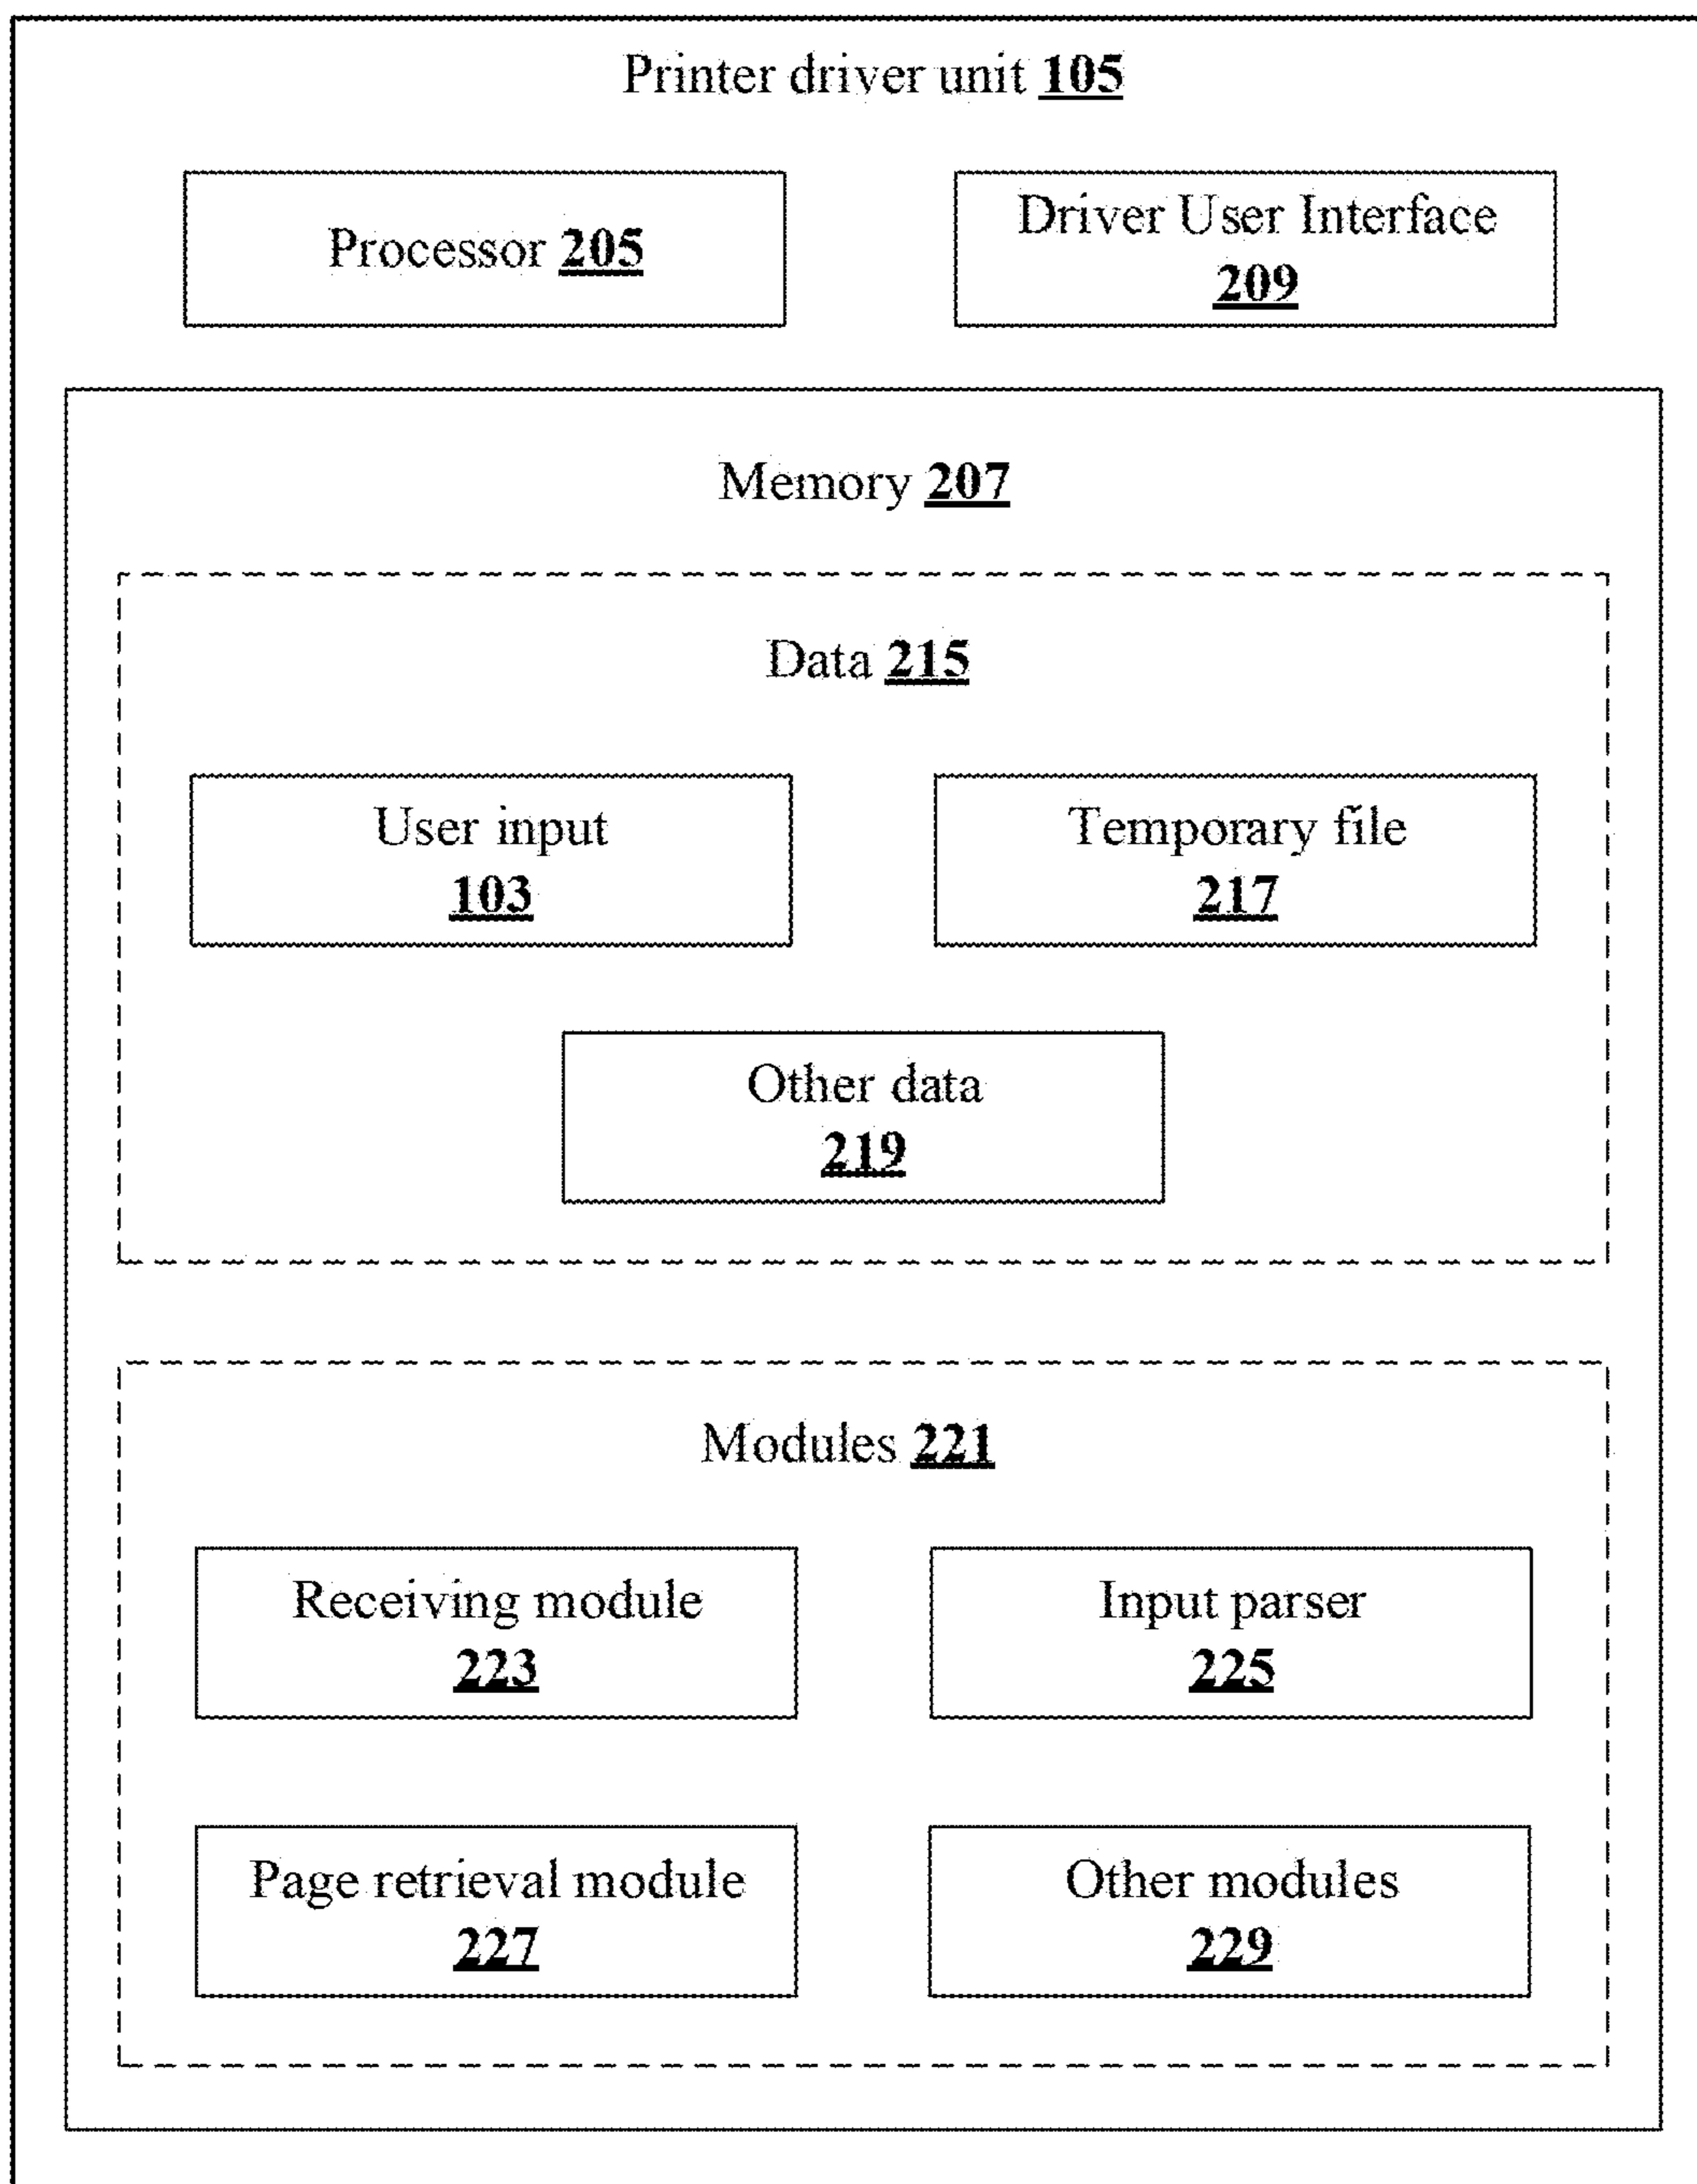 Printer driver unit 105
Processor 205
Driver User Interface
209
Memory 207
Data 215
User input
103
Temporary file
217
Other data
219
Modules 221
Receiving module
223
Input parser
225
Page retrieval module
227
Other modules
229